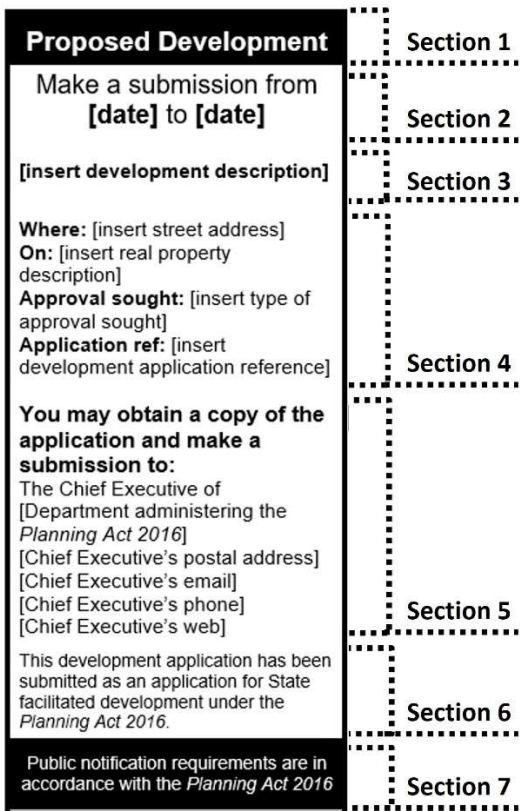 Proposed Development
Section 1
Make a submission from
[date] to [date]
Section 2
[insert development description]
Section 3
Where: [insert street address]
On: [insert real property
description]
Approval sought: [insert type of
approval sought]
Application ref: [insert
development application reference]
Section 4
You may obtain a copy of the
application and make a
submission to:
The Chief Executive of
[Department administering the
Planning Act 2016]
[Chief Executive's postal address]
[Chief Executive's email]
[Chief Executive's phone]
[Chief Executive's web]
Section 5
This development application has been
submitted as an application for State
facilitated development under the
Planning Act 2016.
Section 6
Public notification requirements are in
accordance with the Planning Act 2016
Section 7